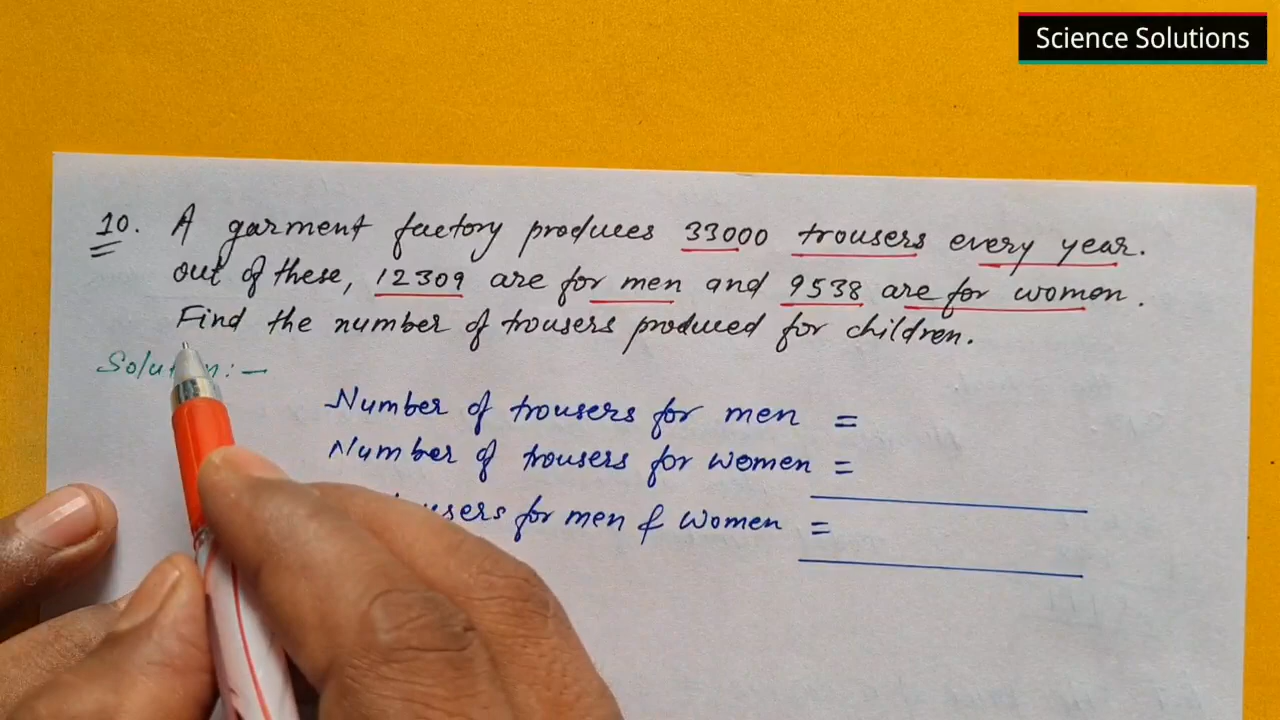 Science Solutions
10. A garment factory produces 33000 trousers every year.
out of these, 12309 are for men and 9538 are for women.
Find the number of trousers produced for children.
Solution:-
Number of trousers for men =
Number of trousers for women =
for men & women =